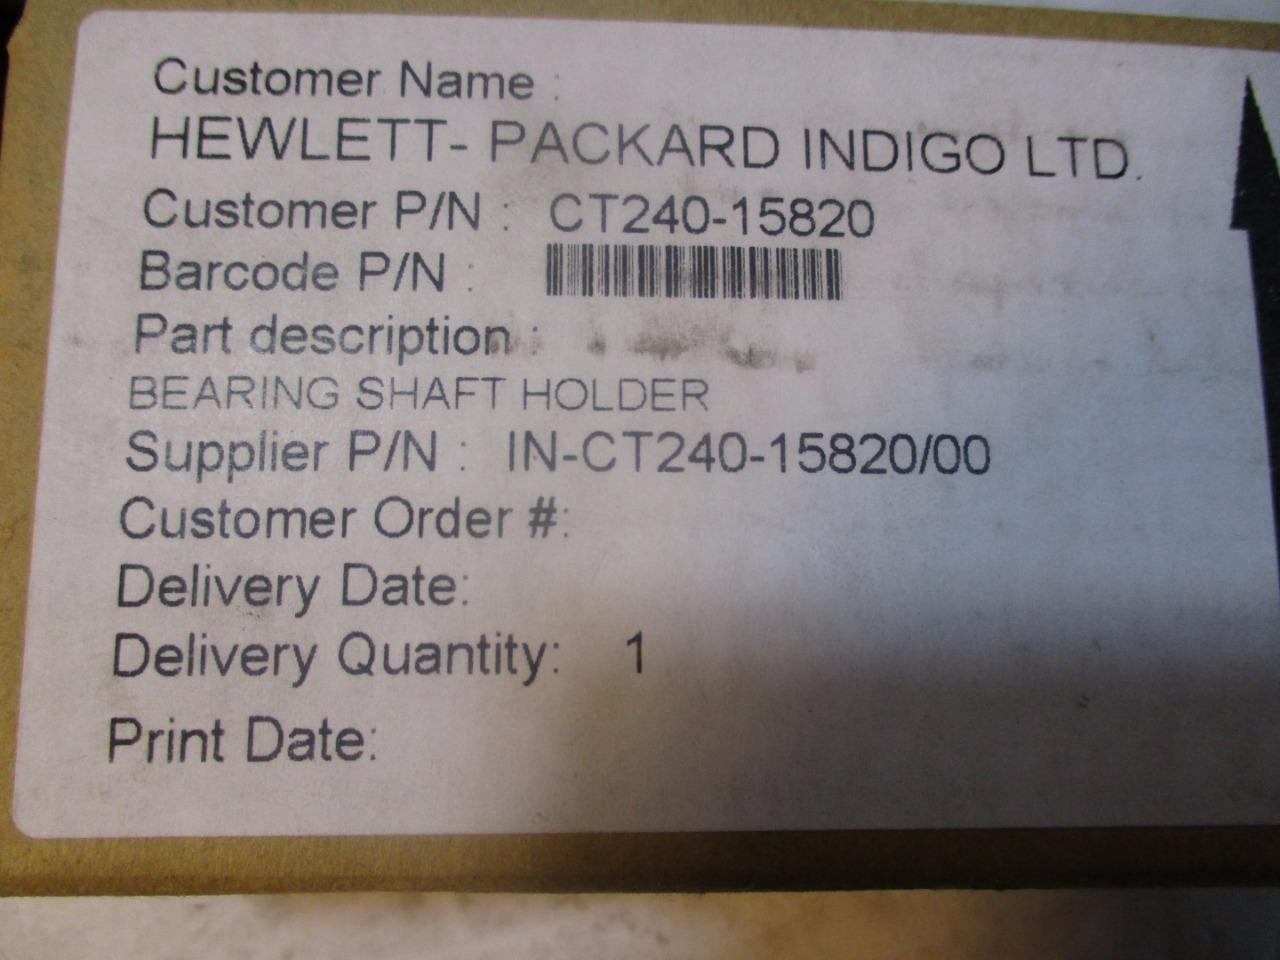 Customer Name :
HEWLETT- PACKARD INDIGO LTD.
Customer P/N : CT240-15820
Barcode P/N :
Part description :
BEARING SHAFT HOLDER
Supplier P/N : IN-CT240-15820/00
Customer Order #:
Delivery Date:
Delivery Quantity: 1
Print Date: